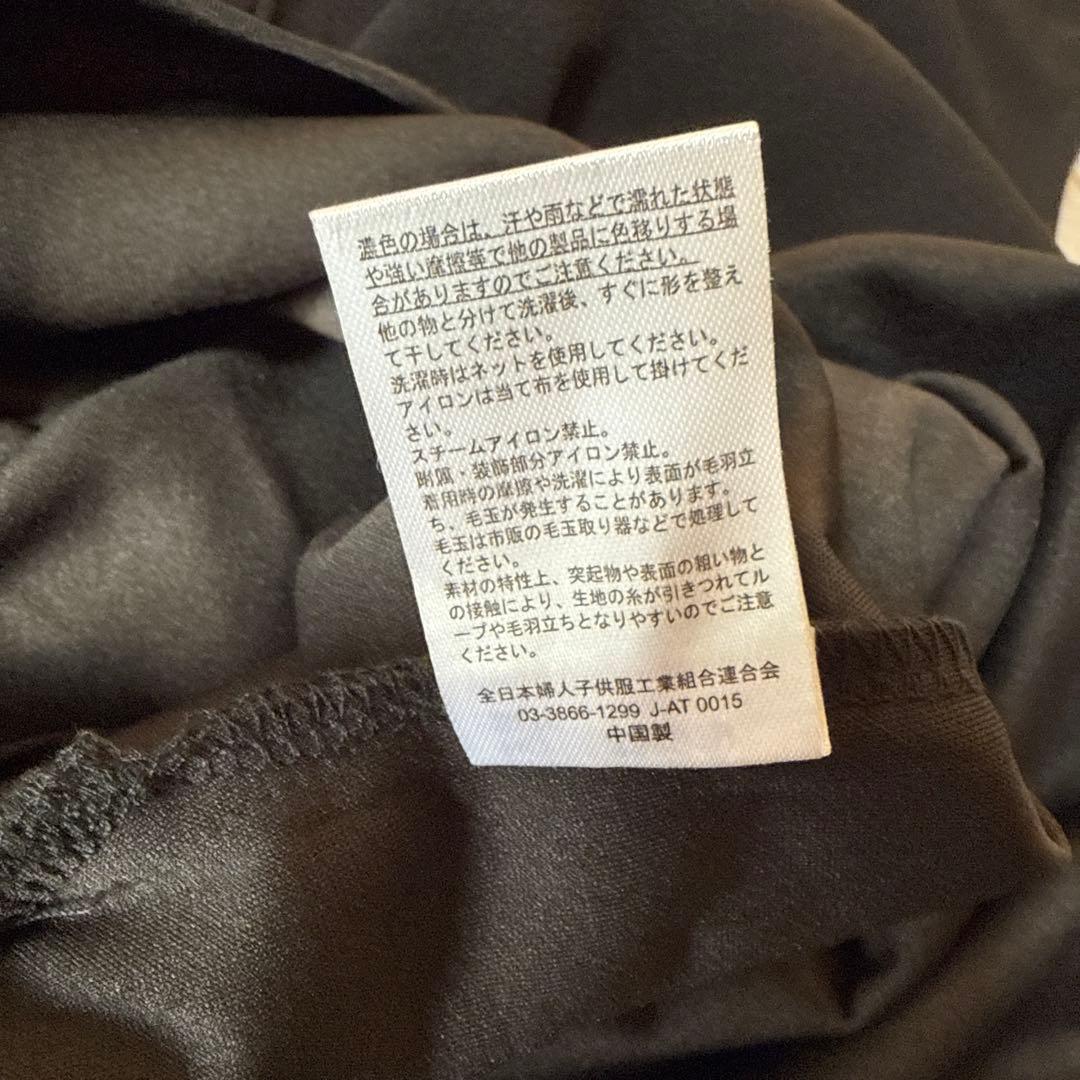 濃色の場合は、汗や雨などで濡れた状態
や強い摩擦等で他の製品に色移りする場
合がありますのでご注意ください。
他の物と分けて洗濯後、すぐに形を整え
て干してください。
洗濯時はネットを使用してください。
アイロンは当て布を使用して掛けてくだ
さい。
スチームアイロン禁止。
附属・装飾部分アイロン禁止。
着用時の摩擦や洗濯により表面が毛羽立
ち、毛玉が発生することがあります。
毛玉は市販の毛玉取り器などで処理して
ください。
素材の特性上、突起物や表面の粗い物と
の接触により、生地の糸が引きつれてル
ープや毛羽立ちとなりやすいのでご注意
ください。
全日本婦人子供服工業組合連合会
03-3866-1299 J-AT 0015
中国製